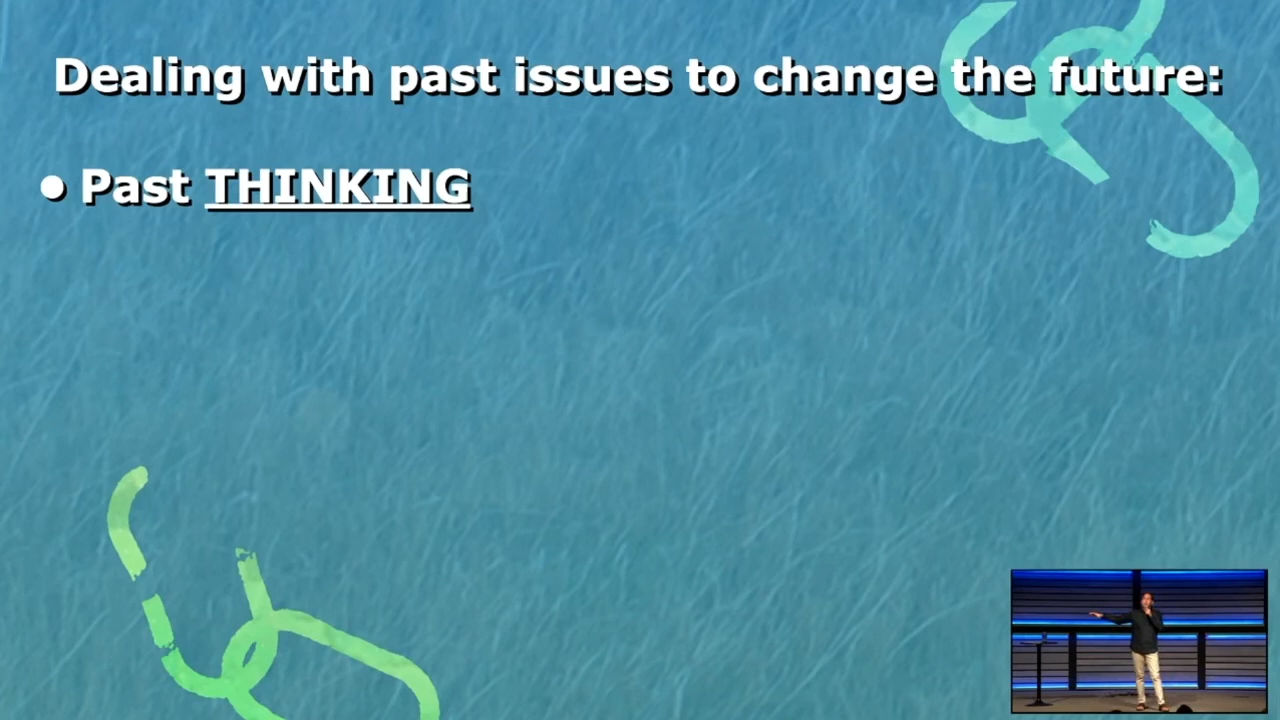 Dealing with past issues to change the future:
● Past THINKING